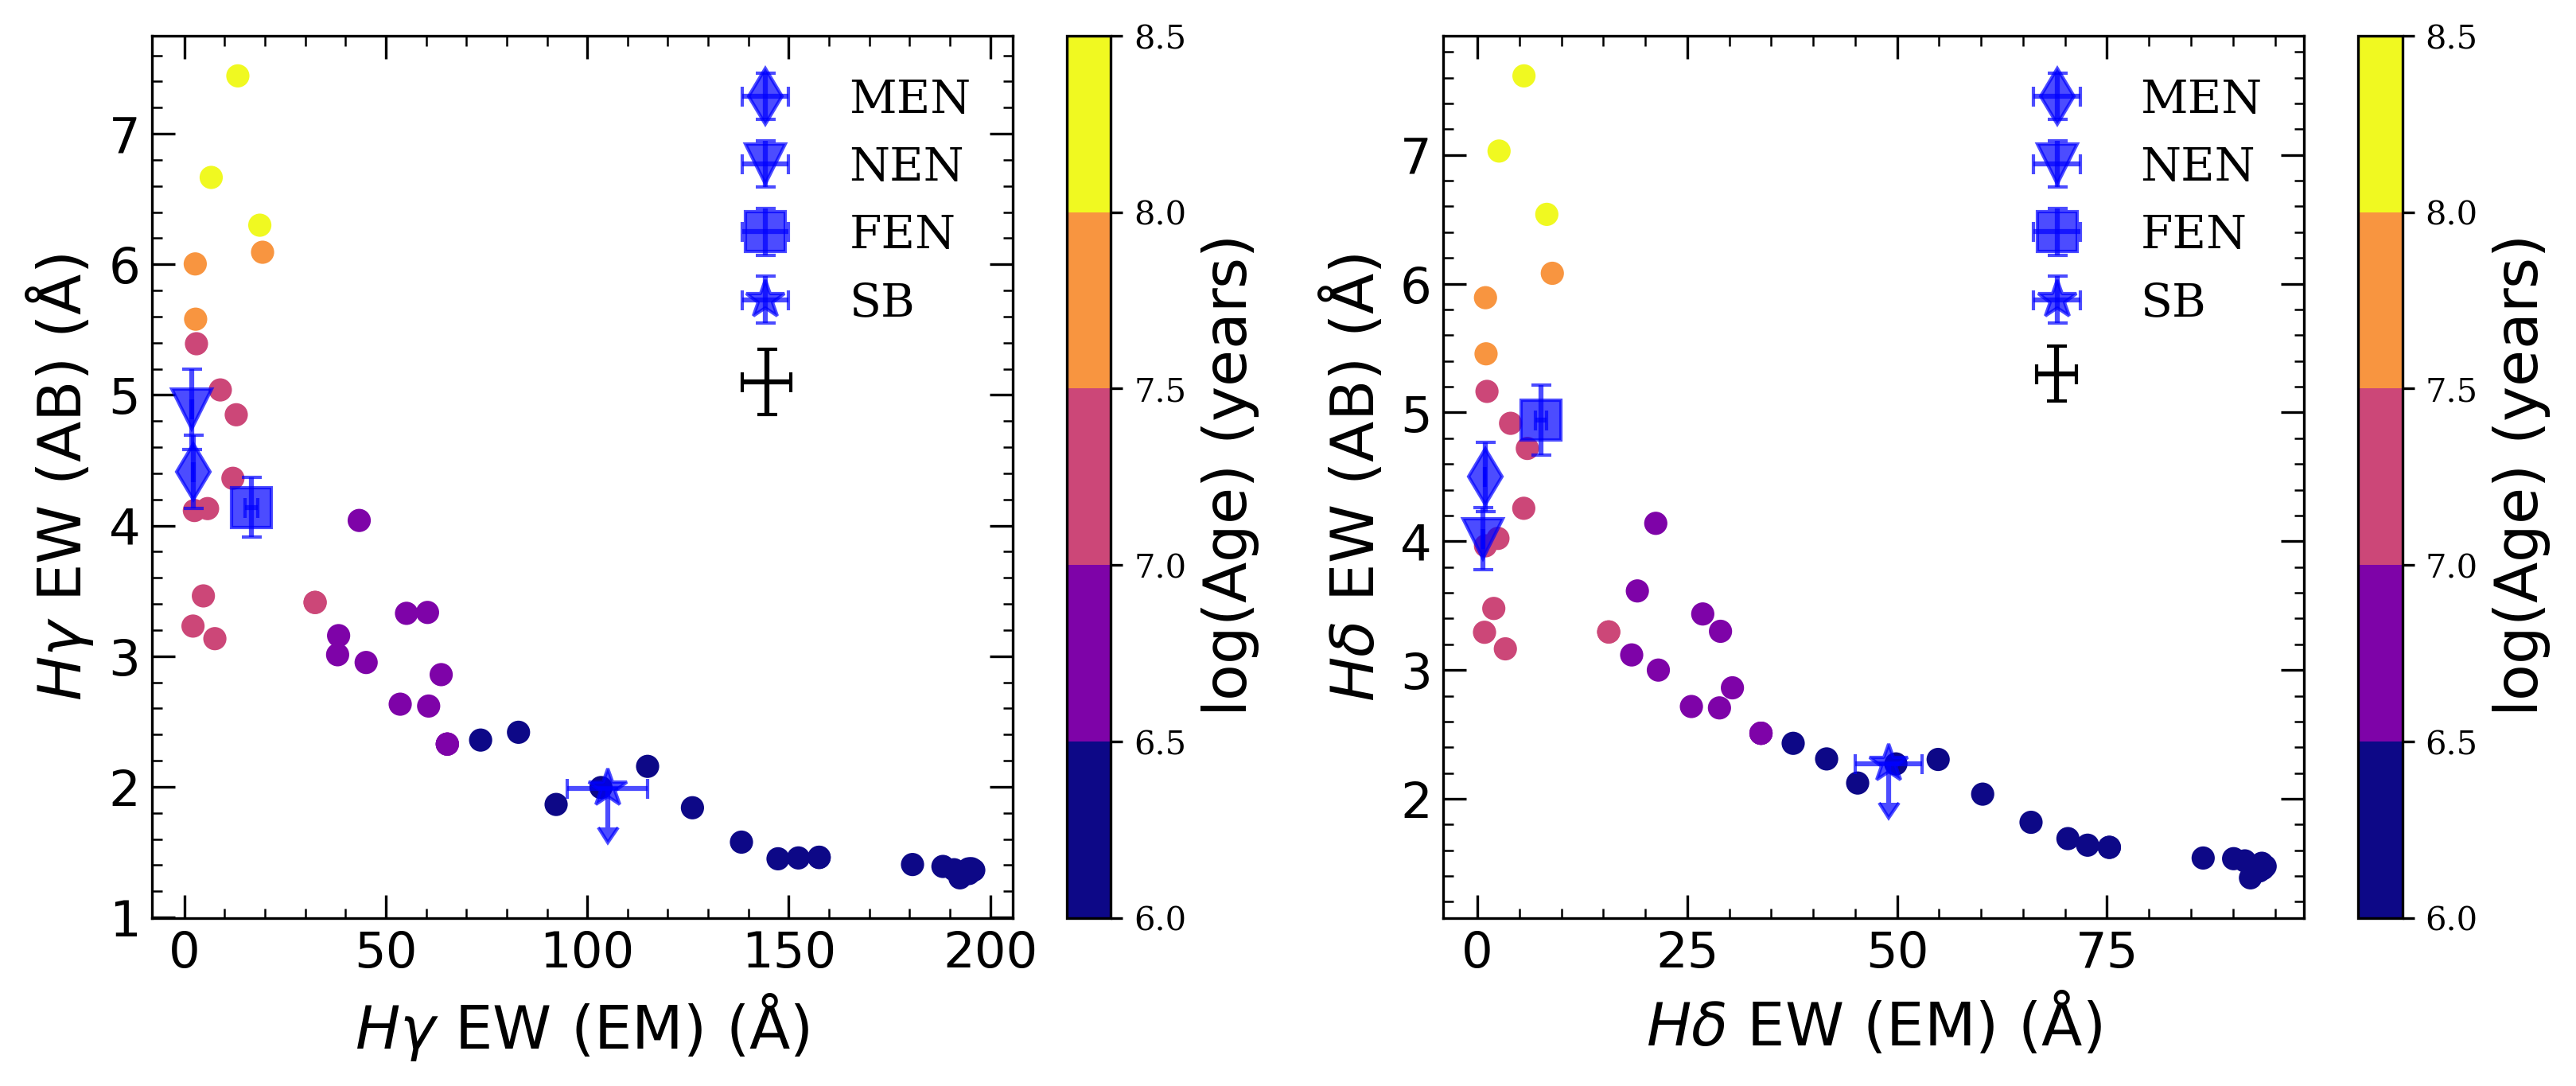 7
6
5
4
3
2
1
0
50
100
150
200
Hγ EW (AB) (Å)
Hγ EW (EM) (Å)
MEN
NEN
FEN
SB
8.5
8.0
7.5
7.0
6.5
6.0
log(Age) (years)
7
6
5
4
3
2
0
25
50
75
Hδ EW (AB) (Å)
Hδ EW (EM) (Å)
MEN
NEN
FEN
SB
8.5
8.0
7.5
7.0
6.5
6.0
log(Age) (years)